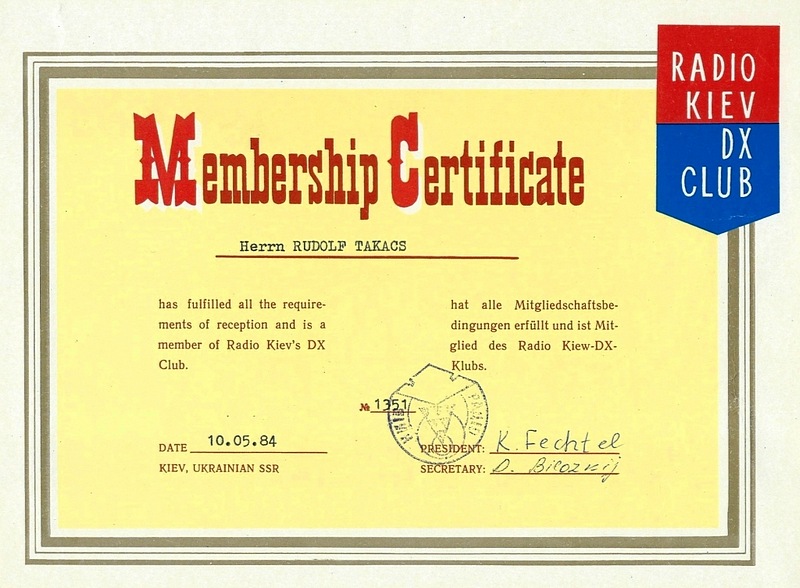 RADIO
KIEV
DX
CLUB
Membership Certificate
Herrn RUDOLF TAKACS
has fulfilled all the require-
ments of reception and is a
member of Radio Kiev's DX
Club.
hat alle Mitgliedschaftsbe-
dingungen erfüllt und ist Mit-
glied des Radio Kiew-DX-
Klubs.
№ 1351
DATE 10.05.84
KIEV, UKRAINIAN SSR
PRESIDENT: K. Fechtel
SECRETARY: D.